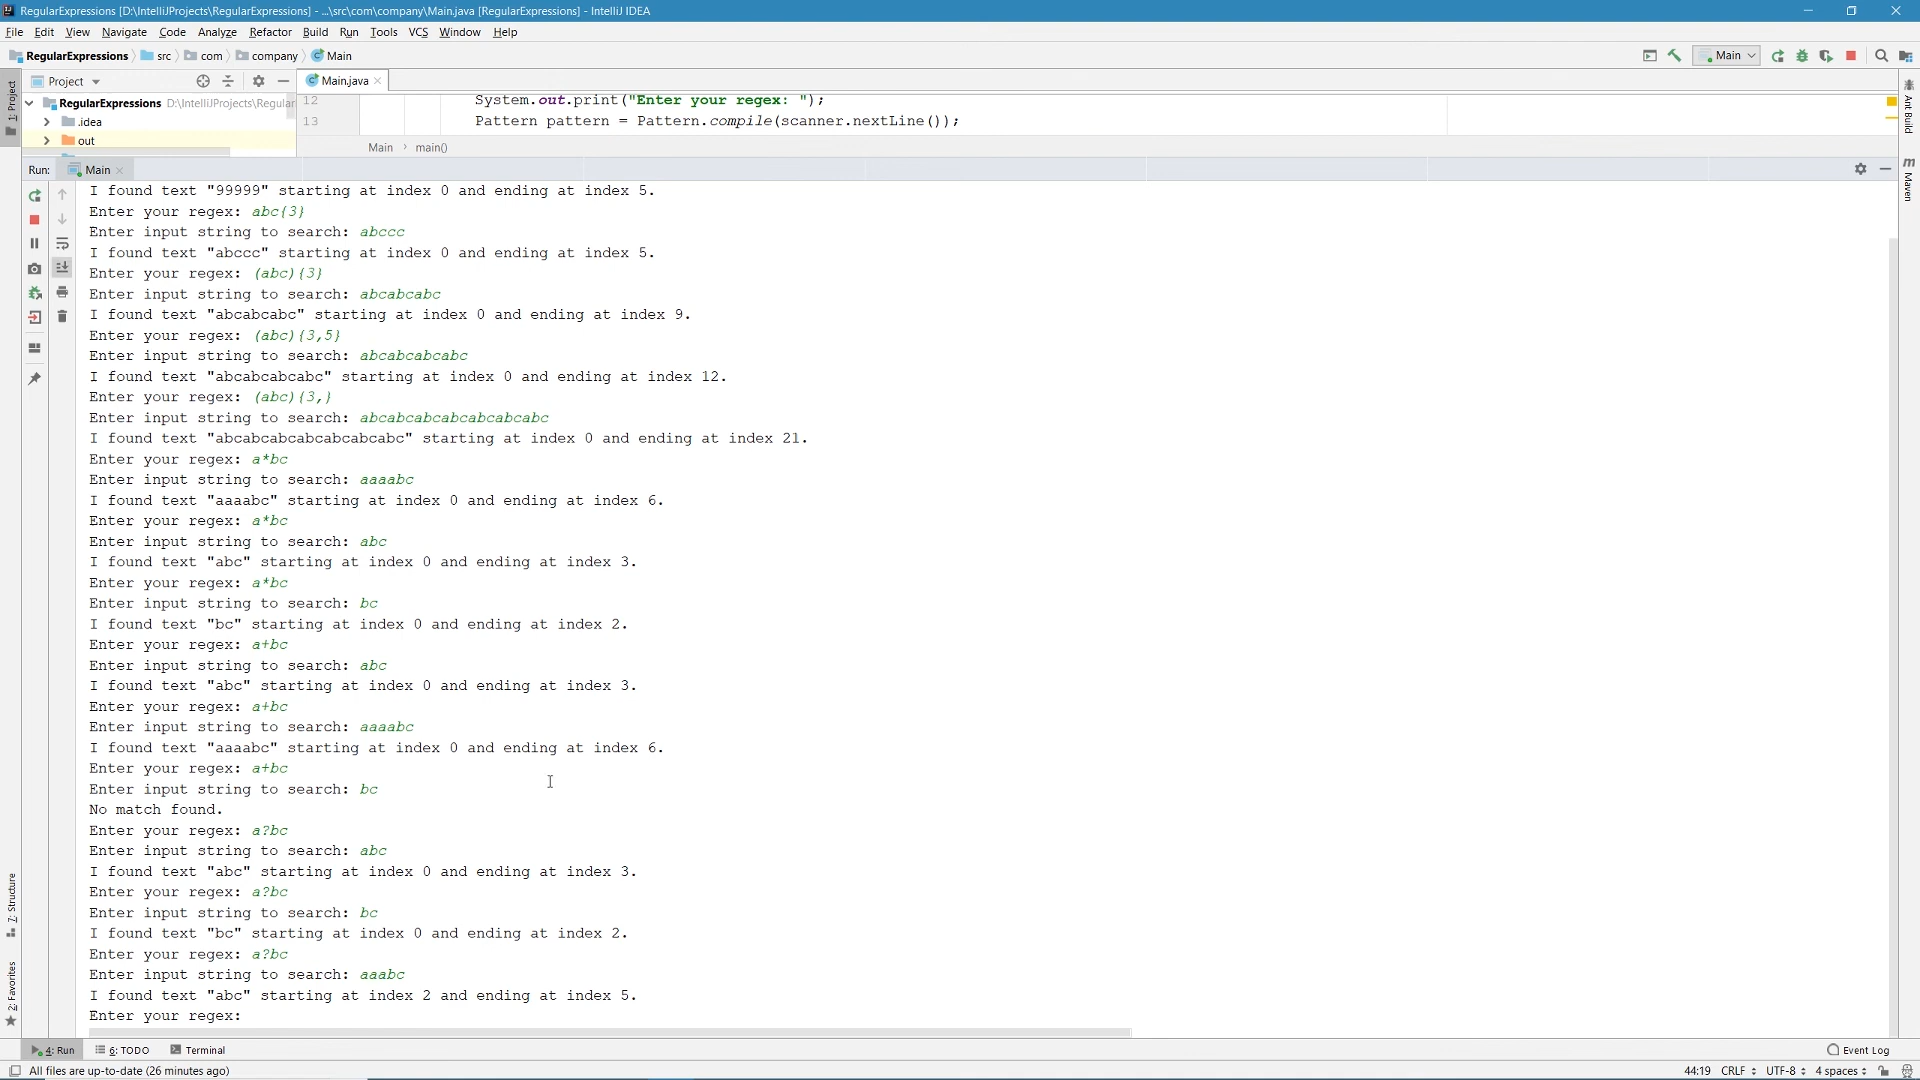 RegularExpressions [D:\IntelliJProjects\RegularExpressions] - ...\src\com\company\Main.java [RegularExpressions] - IntelliJ IDEA
File Edit View Navigate Code Analyze Refactor Build Run Tools VCS Window Help
RegularExpressions src com company Main
Main
Project
Main.java
1: Project
RegularExpressions D:\IntelliJProjects\Regular
.idea
out
12 System.out.print("Enter your regex: ");
13 Pattern pattern = Pattern.compile(scanner.nextLine());
Main main()
Ant Build
Maven
Run: Main
I found text "99999" starting at index 0 and ending at index 5.
Enter your regex: abc{3}
Enter input string to search: abccc
I found text "abccc" starting at index 0 and ending at index 5.
Enter your regex: (abc){3}
Enter input string to search: abcabcabc
I found text "abcabcabc" starting at index 0 and ending at index 9.
Enter your regex: (abc){3,5}
Enter input string to search: abcabcabcabc
I found text "abcabcabcabc" starting at index 0 and ending at index 12.
Enter your regex: (abc){3,}
Enter input string to search: abcabcabcabcabcabcabc
I found text "abcabcabcabcabcabcabc" starting at index 0 and ending at index 21.
Enter your regex: a*bc
Enter input string to search: aaaabc
I found text "aaaabc" starting at index 0 and ending at index 6.
Enter your regex: a*bc
Enter input string to search: abc
I found text "abc" starting at index 0 and ending at index 3.
Enter your regex: a*bc
Enter input string to search: bc
I found text "bc" starting at index 0 and ending at index 2.
Enter your regex: a+bc
Enter input string to search: abc
I found text "abc" starting at index 0 and ending at index 3.
Enter your regex: a+bc
Enter input string to search: aaaabc
I found text "aaaabc" starting at index 0 and ending at index 6.
Enter your regex: a+bc
Enter input string to search: bc
No match found.
Enter your regex: a?bc
Enter input string to search: abc
I found text "abc" starting at index 0 and ending at index 3.
Enter your regex: a?bc
Enter input string to search: bc
I found text "bc" starting at index 0 and ending at index 2.
Enter your regex: a?bc
Enter input string to search: aaabc
I found text "abc" starting at index 2 and ending at index 5.
Enter your regex:
7: Structure
2: Favorites
4: Run 6: TODO Terminal
Event Log
All files are up-to-date (26 minutes ago)
44:19 CRLF UTF-8 4 spaces